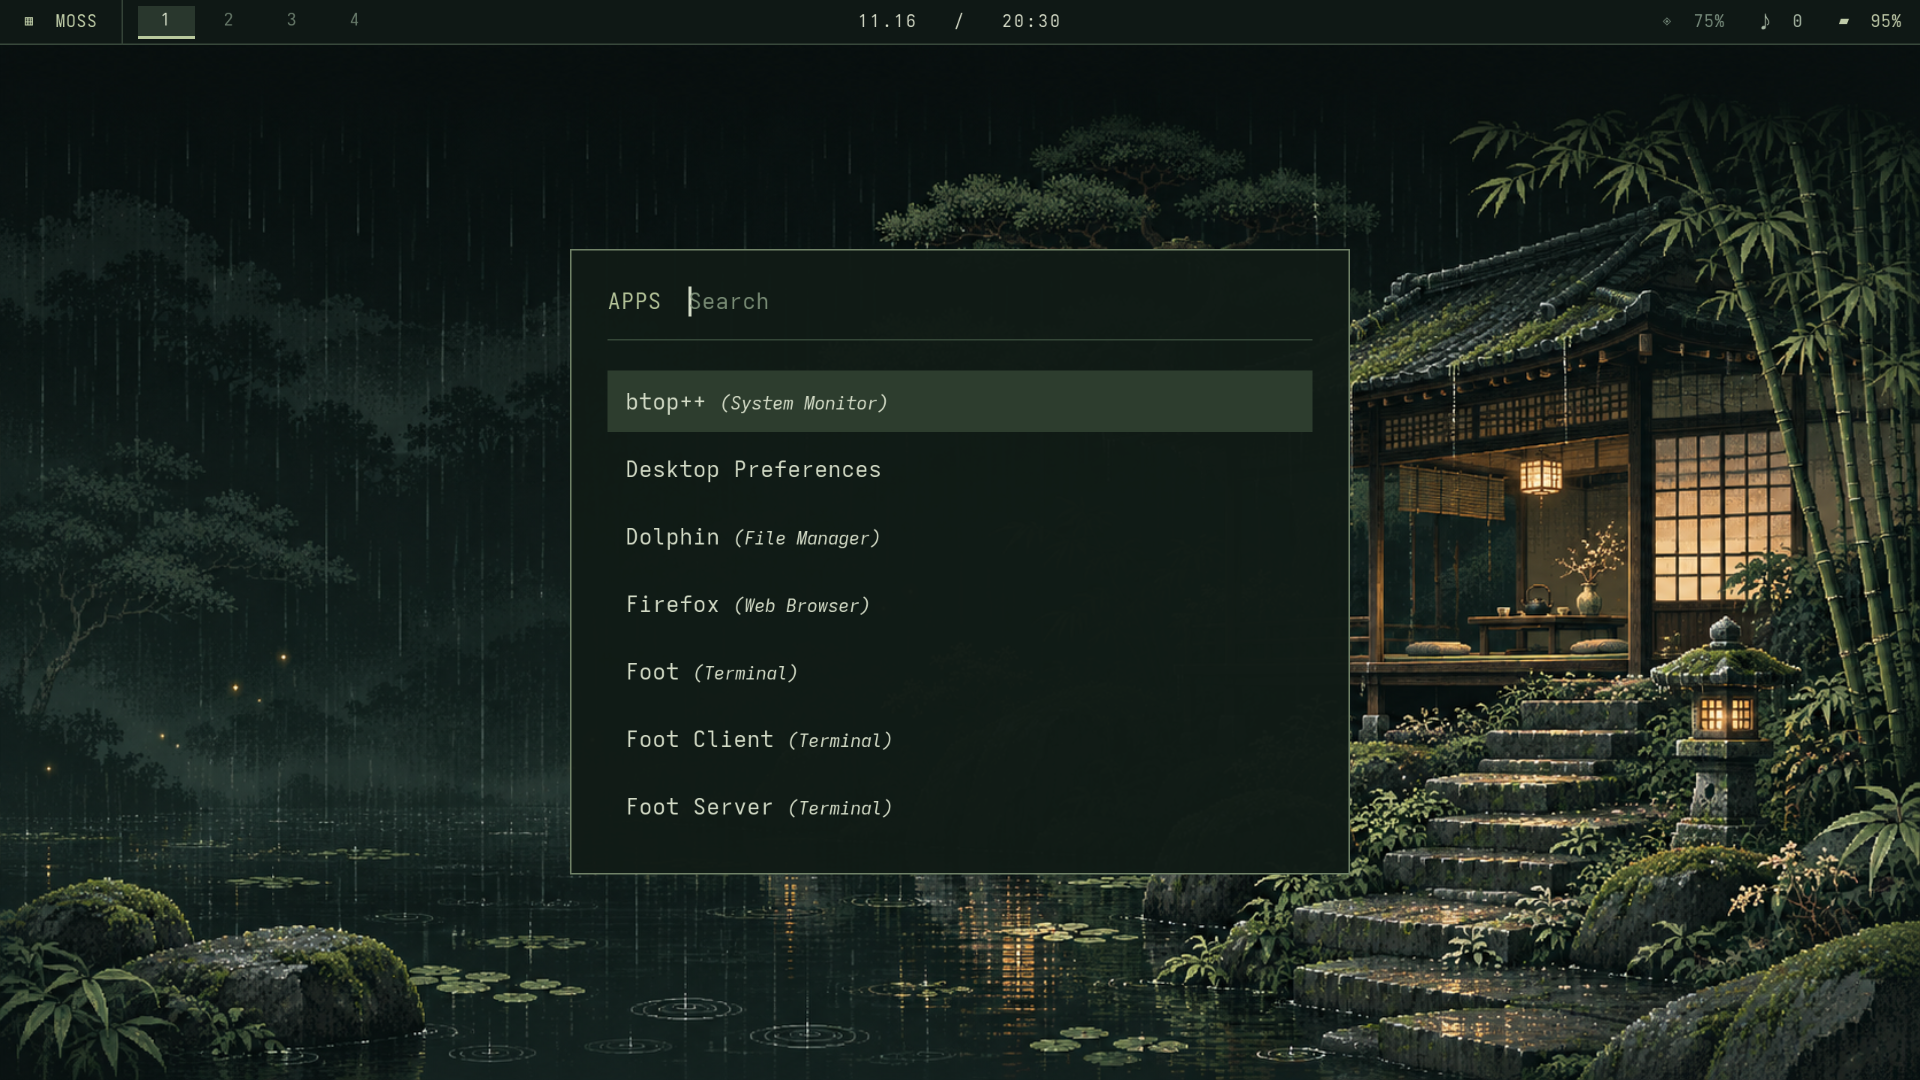 MOSS 1 2 3 4 11.16 / 20:30 75% 0 95%
APPS Search
btop++ (System Monitor)
Desktop Preferences
Dolphin (File Manager)
Firefox (Web Browser)
Foot (Terminal)
Foot Client (Terminal)
Foot Server (Terminal)